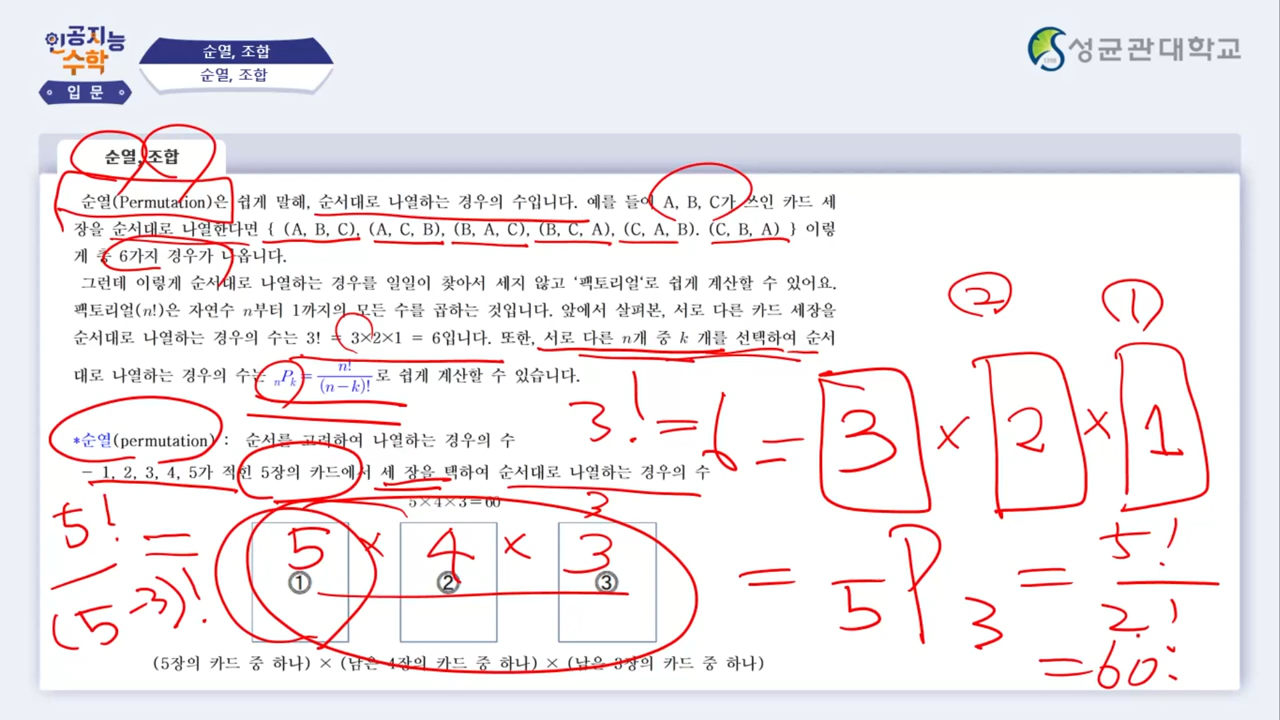 인공지능
수학
입문
순열, 조합
순열, 조합
성균관대학교
순열, 조합
순열(Permutation)은 쉽게 말해, 순서대로 나열하는 경우의 수입니다. 예를 들어 A, B, C가 쓰인 카드 세
장을 순서대로 나열한다면 { (A, B, C), (A, C, B), (B, A, C), (B, C, A), (C, A, B). (C, B, A) } 이렇
게 총 6가지 경우가 나옵니다.
그런데 이렇게 순서대로 나열하는 경우를 일일이 찾아서 세지 않고 '팩토리얼'로 쉽게 계산할 수 있어요.
팩토리얼(n!)은 자연수 n부터 1까지의 모든 수를 곱하는 것입니다. 앞에서 살펴본, 서로 다른 카드 세장을
순서대로 나열하는 경우의 수는 3! = 3×2×1 = 6입니다. 또한, 서로 다른 n개 중 k 개를 선택하여 순서
대로 나열하는 경우의 수는 nPk = n!/(n-k)! 로 쉽게 계산할 수 있습니다.
② ①
3! = 6 = 3 × 2 × 1
*순열(permutation) : 순서를 고려하여 나열하는 경우의 수
- 1, 2, 3, 4, 5가 적힌 5장의 카드에서 세 장을 택하여 순서대로 나열하는 경우의 수
5×4×3=60
3
5!/(5-3)! = 5 × 4 × 3 = 5P3 = 5!/2!
① ② ③
= 60
(5장의 카드 중 하나) × (남은 4장의 카드 중 하나) × (남은 3장의 카드 중 하나)